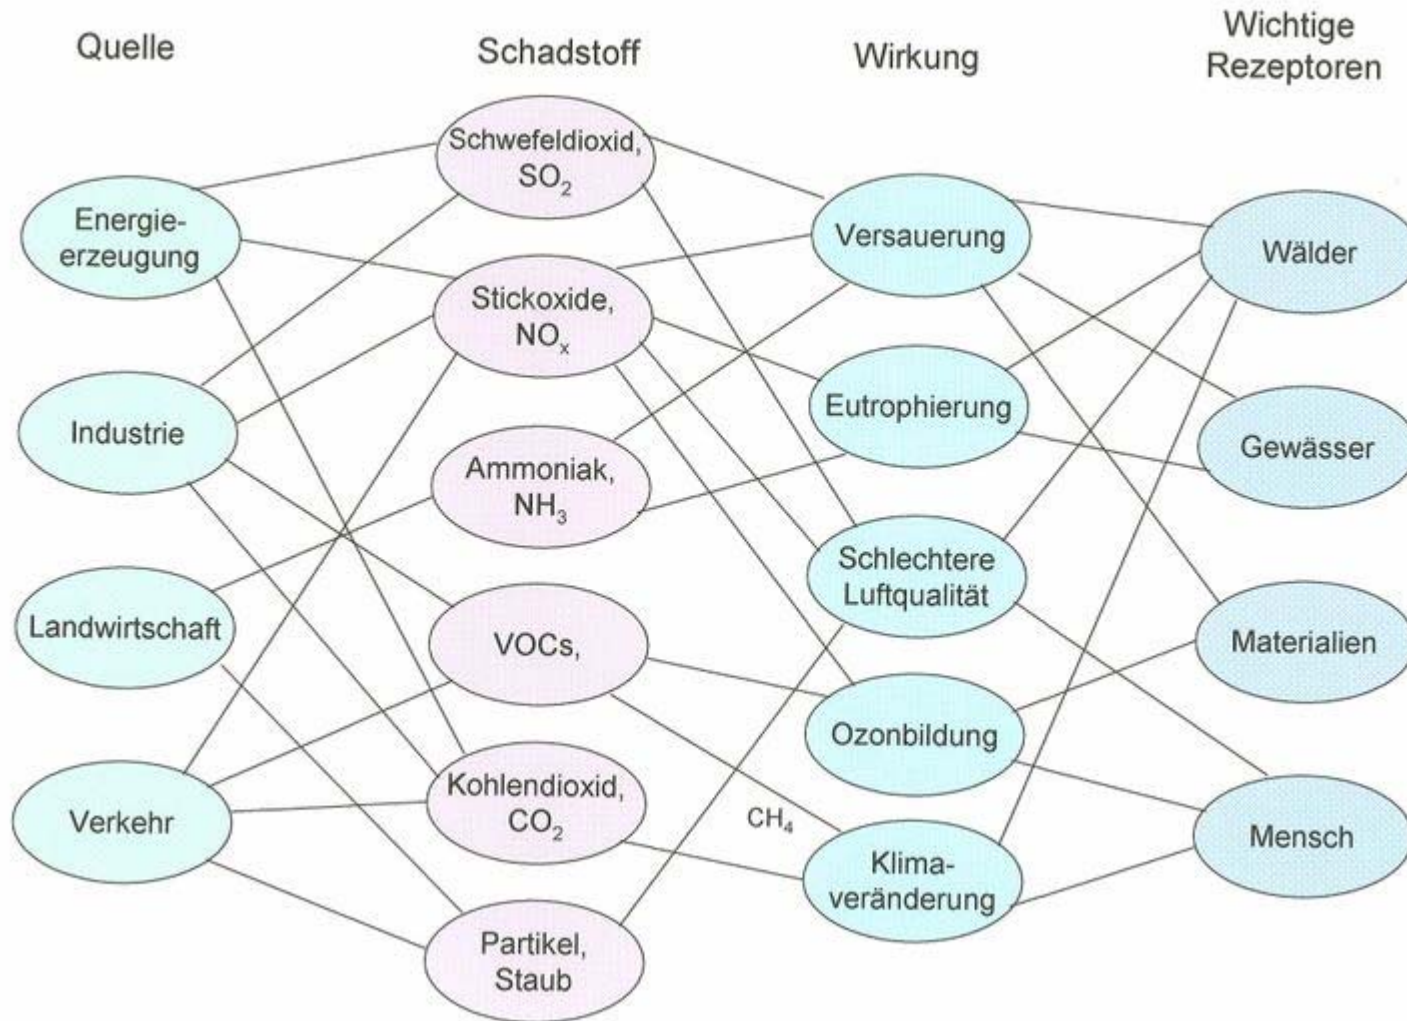 Quelle
Schadstoff
Wirkung
Wichtige
Rezeptoren
Energie-
erzeugung
Industrie
Landwirtschaft
Verkehr
Schwefeldioxid,
SO₂
Stickoxide,
NOₓ
Ammoniak,
NH₃
VOCs,
Kohlendioxid,
CO₂
Partikel,
Staub
Versauerung
Eutrophierung
Schlechtere
Luftqualität
Ozonbildung
CH₄
Klima-
veränderung
Wälder
Gewässer
Materialien
Mensch